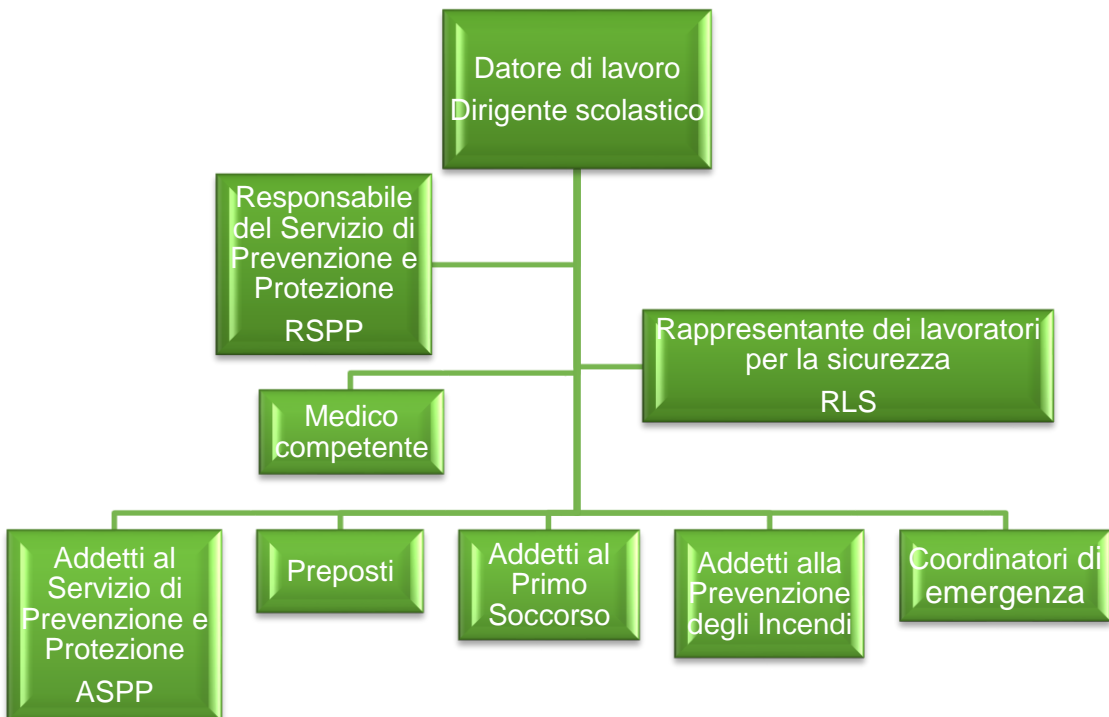 Datore di lavoro
Dirigente scolastico
Responsabile
del Servizio di
Prevenzione e
Protezione
RSPP
Rappresentante dei lavoratori
per la sicurezza
RLS
Medico
competente
Addetti al
Servizio di
Prevenzione e
Protezione
ASPP
Preposti
Addetti al
Primo
Soccorso
Addetti alla
Prevenzione
degli Incendi
Coordinatori di
emergenza